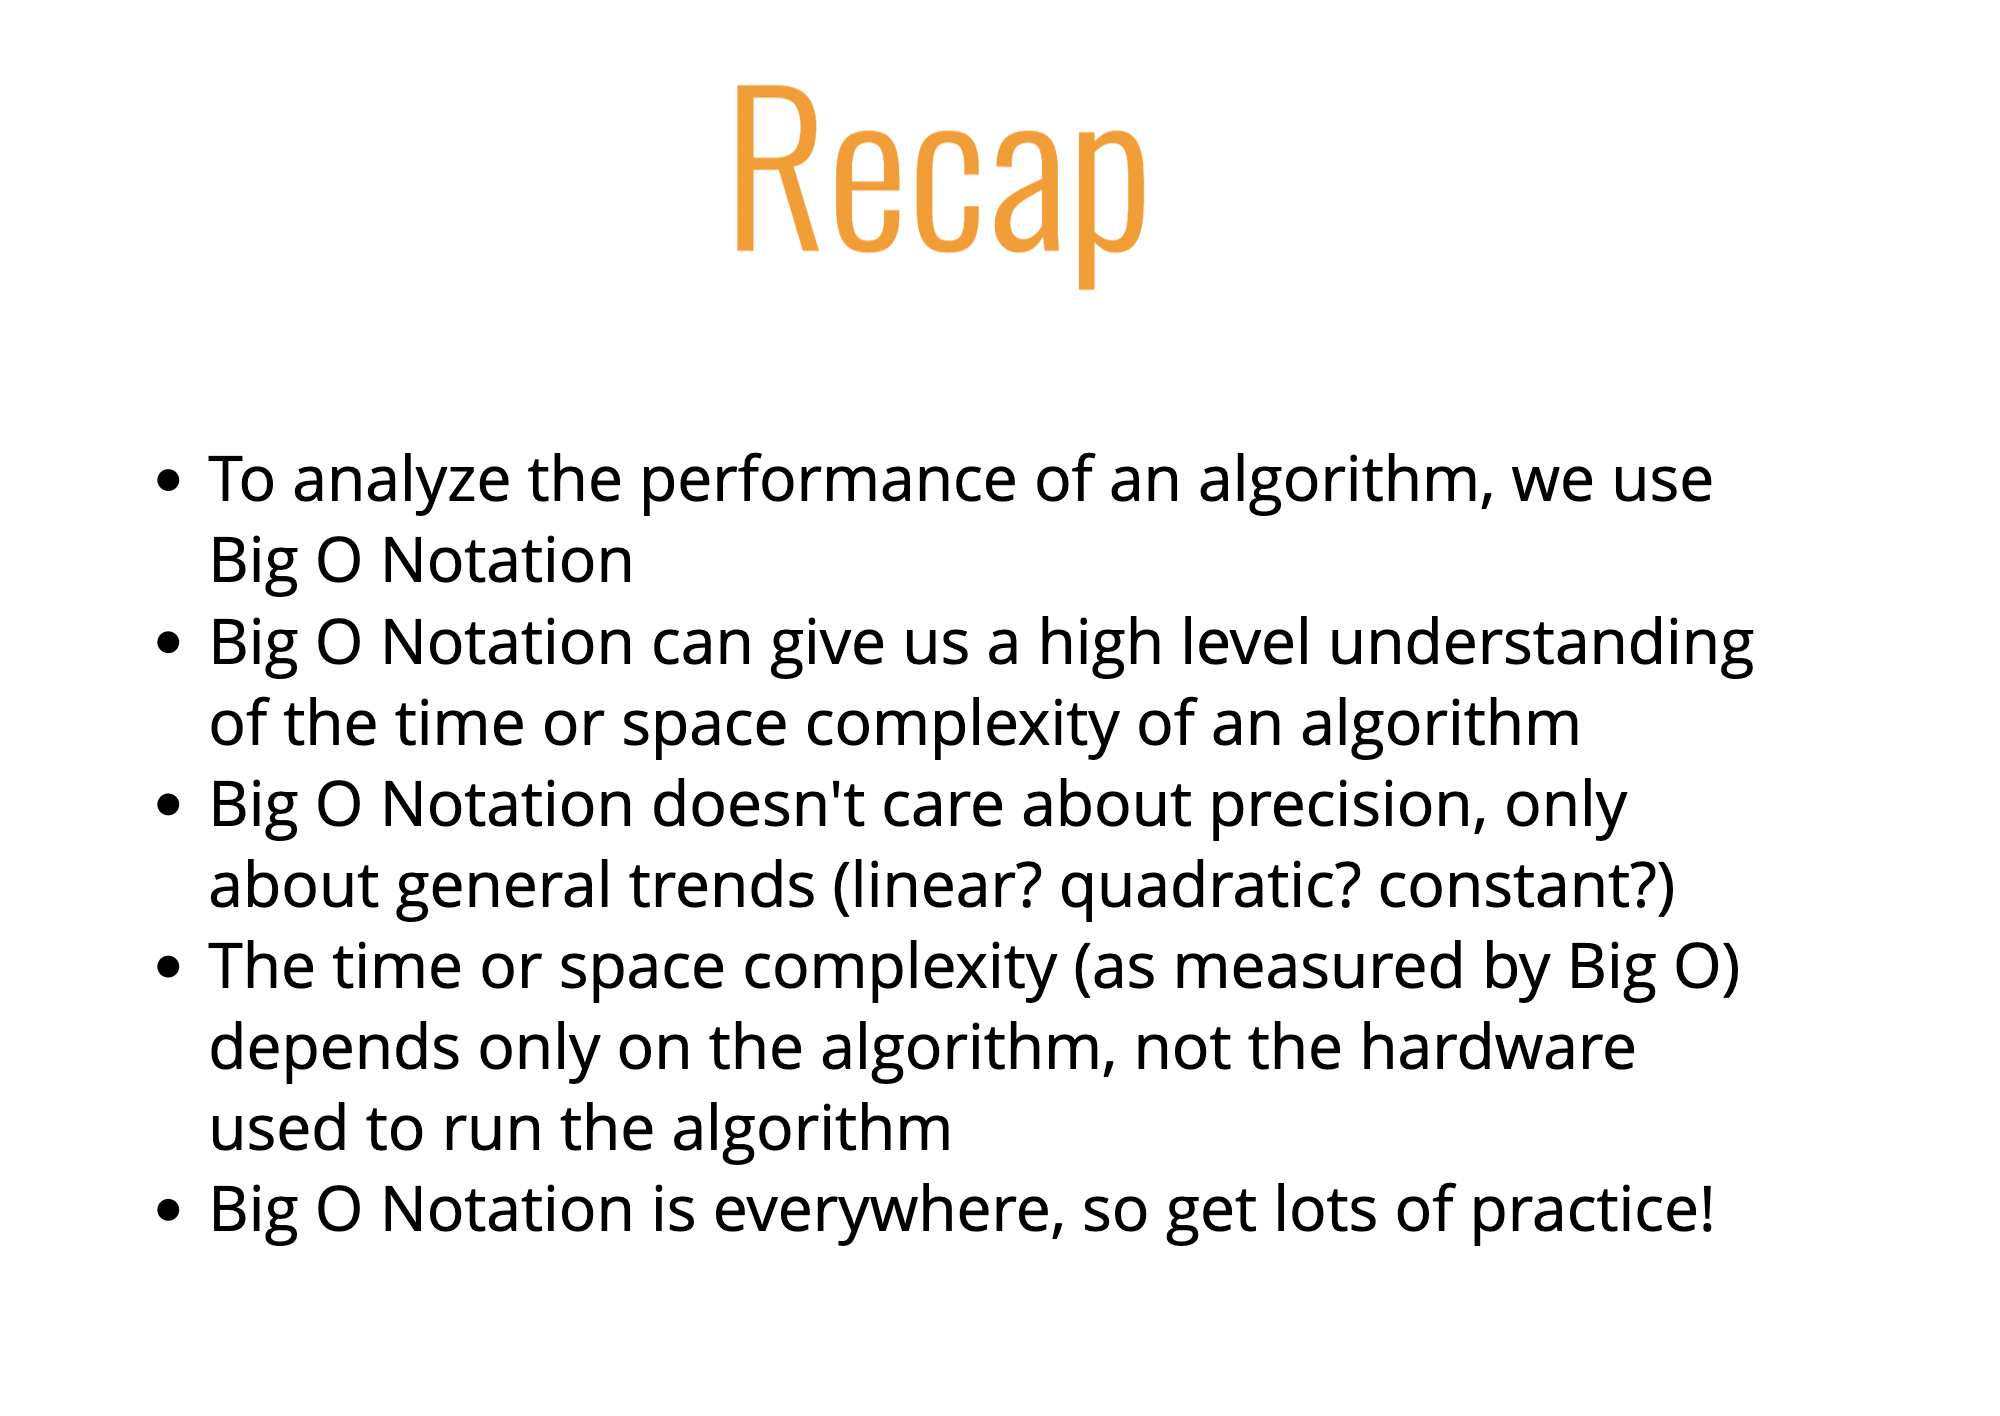 Recap
• To analyze the performance of an algorithm, we use
Big O Notation
• Big O Notation can give us a high level understanding
of the time or space complexity of an algorithm
• Big O Notation doesn't care about precision, only
about general trends (linear? quadratic? constant?)
• The time or space complexity (as measured by Big O)
depends only on the algorithm, not the hardware
used to run the algorithm
• Big O Notation is everywhere, so get lots of practice!